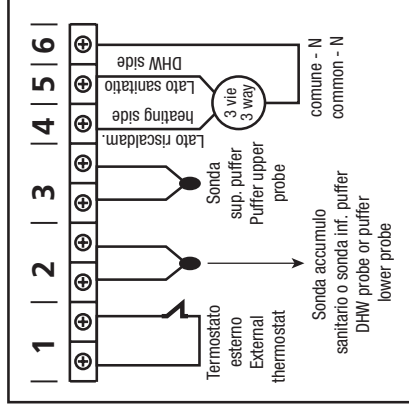 1 | 2 | 3 | 4 | 5 | 6
Termostato
esterno
External
thermostat
Sonda accumulo
sanitario o sonda inf. puffer
DHW probe or puffer
lower probe
Sonda
sup. puffer
Puffer upper
probe
Lato riscaldam.
heating side
Lato sanitatio
DHW side
3 vie
3 way
comune - N
common - N